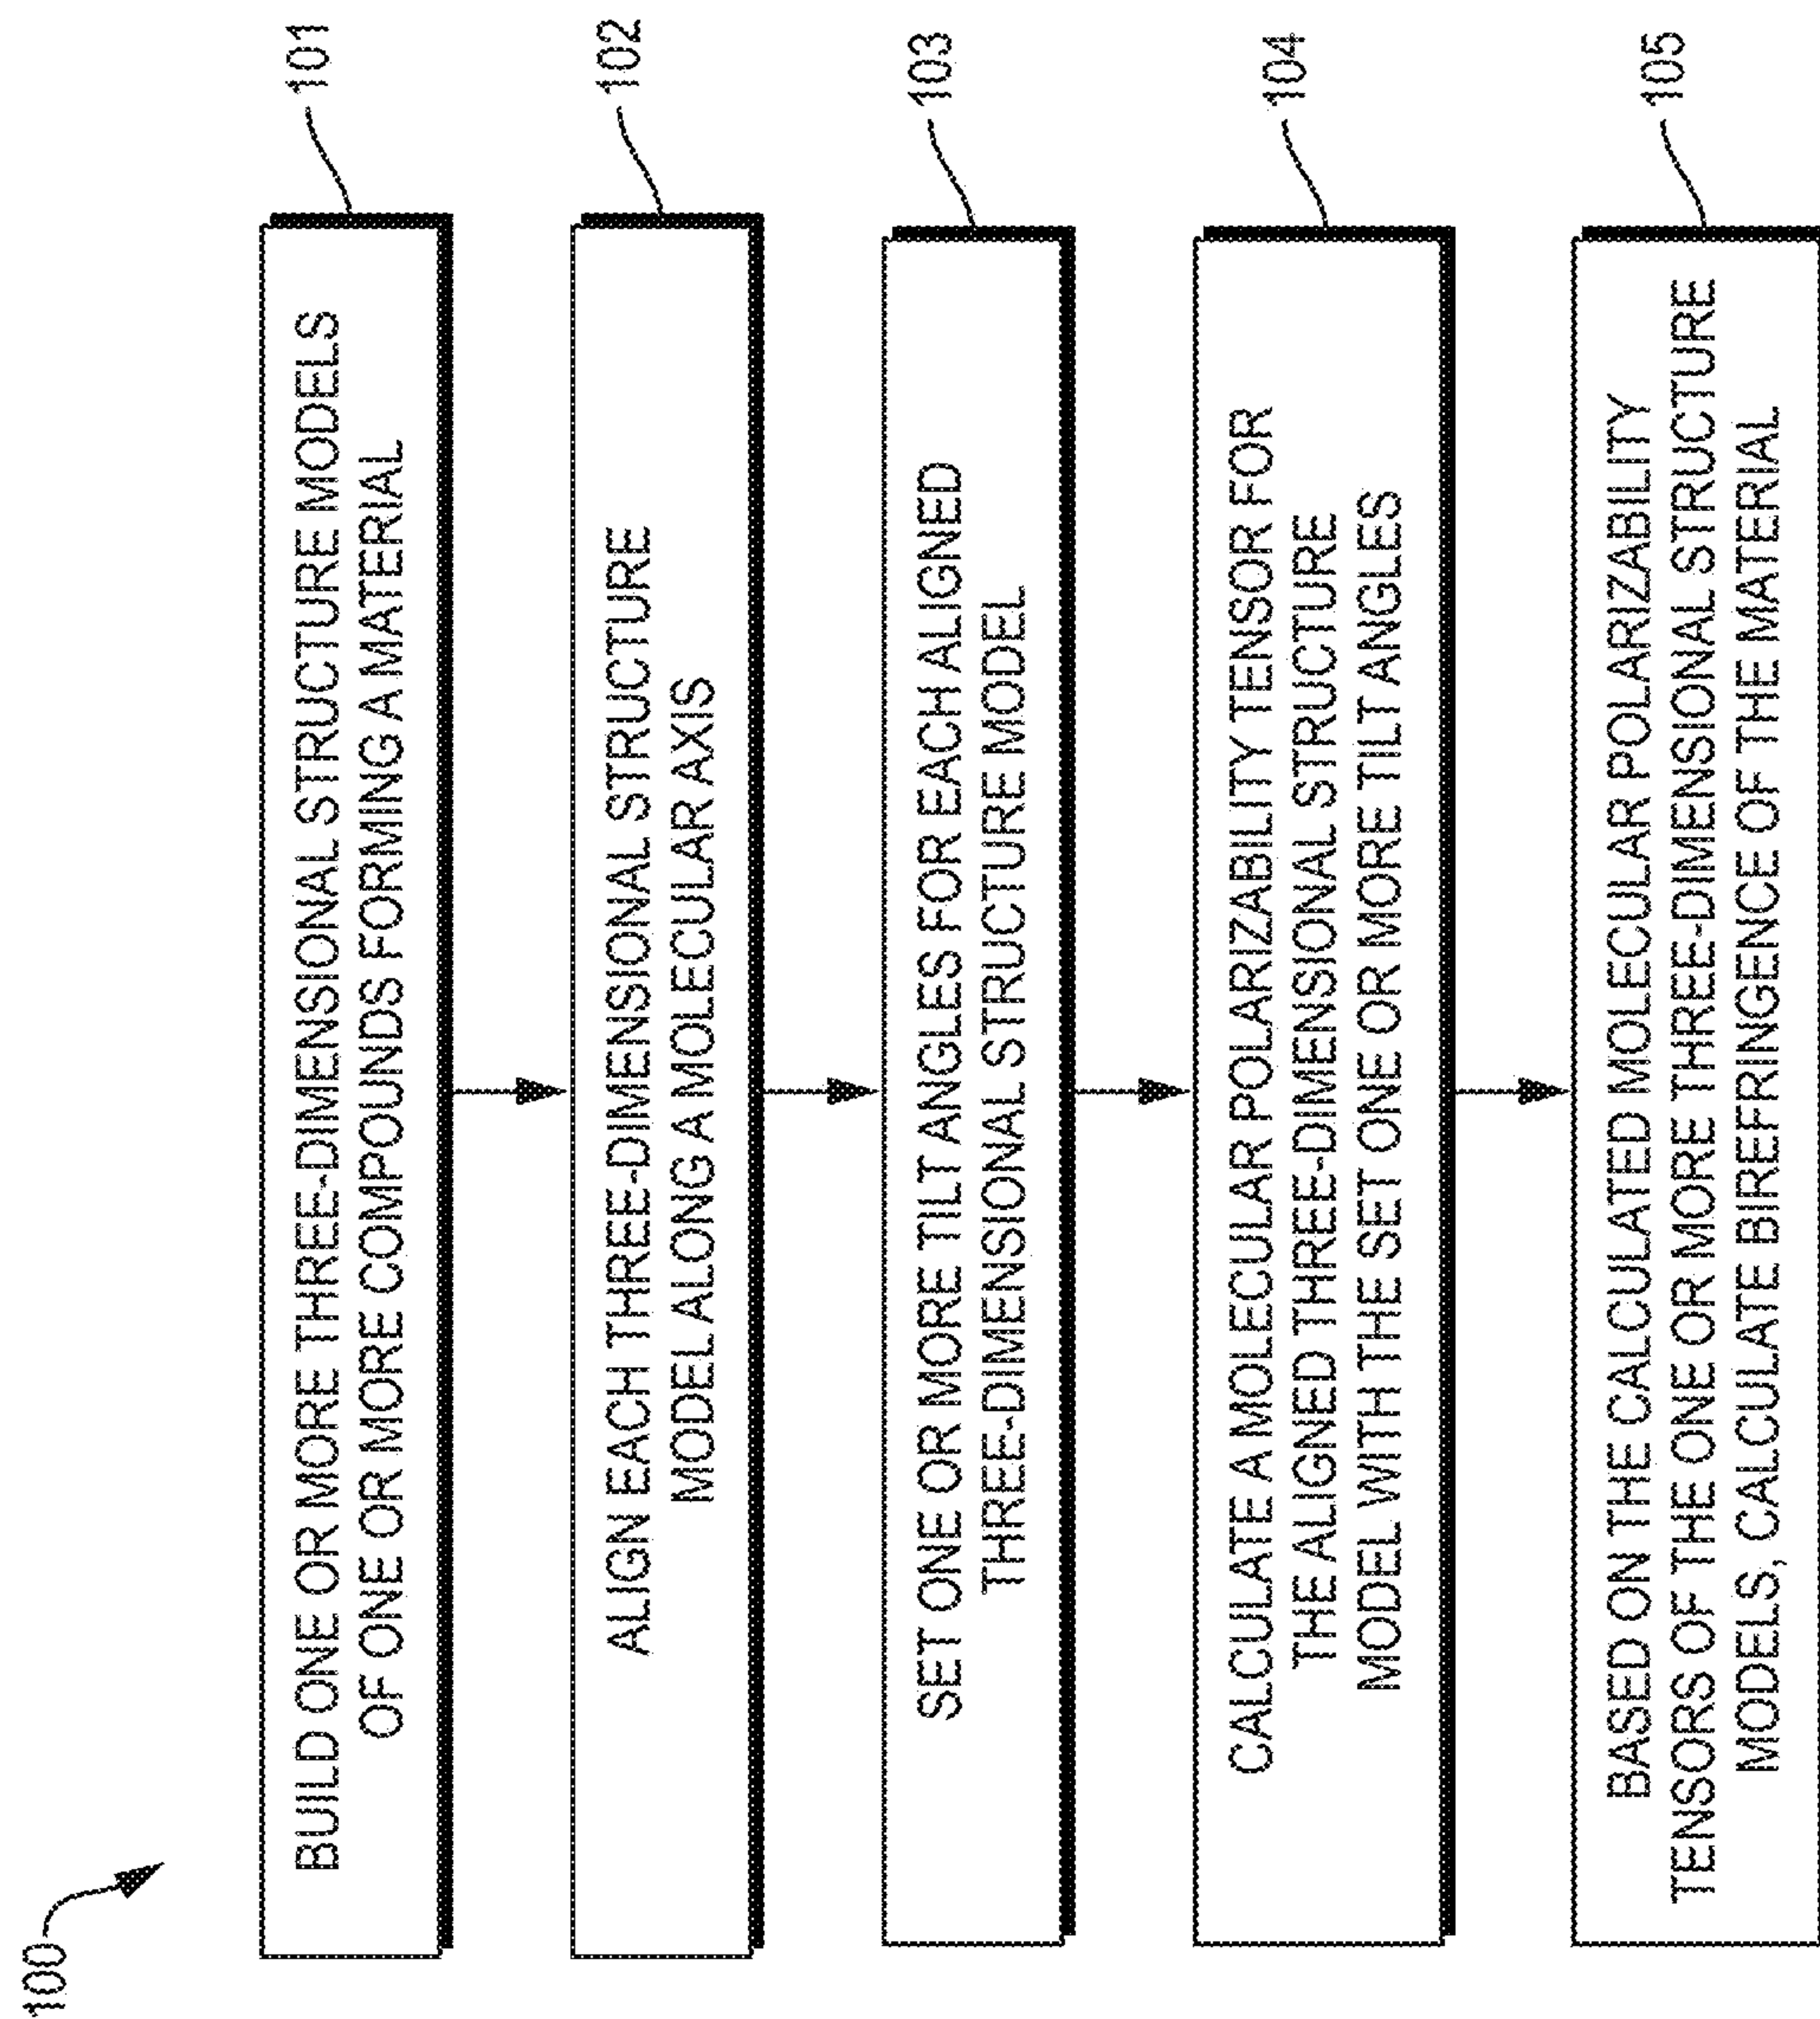 100
BUILD ONE OR MORE THREE-DIMENSIONAL STRUCTURE MODELS
OF ONE OR MORE COMPOUNDS FORMING A MATERIAL
101
ALIGN EACH THREE-DIMENSIONAL STRUCTURE
MODEL ALONG A MOLECULAR AXIS
102
SET ONE OR MORE TILT ANGLES FOR EACH ALIGNED
THREE-DIMENSIONAL STRUCTURE MODEL
103
CALCULATE A MOLECULAR POLARIZABILITY TENSOR FOR
THE ALIGNED THREE-DIMENSIONAL STRUCTURE
MODEL WITH THE SET ONE OR MORE TILT ANGLES
104
BASED ON THE CALCULATED MOLECULAR POLARIZABILITY
TENSORS OF THE ONE OR MORE THREE-DIMENSIONAL STRUCTURE
MODELS, CALCULATE BIREFRINGENCE OF THE MATERIAL
105